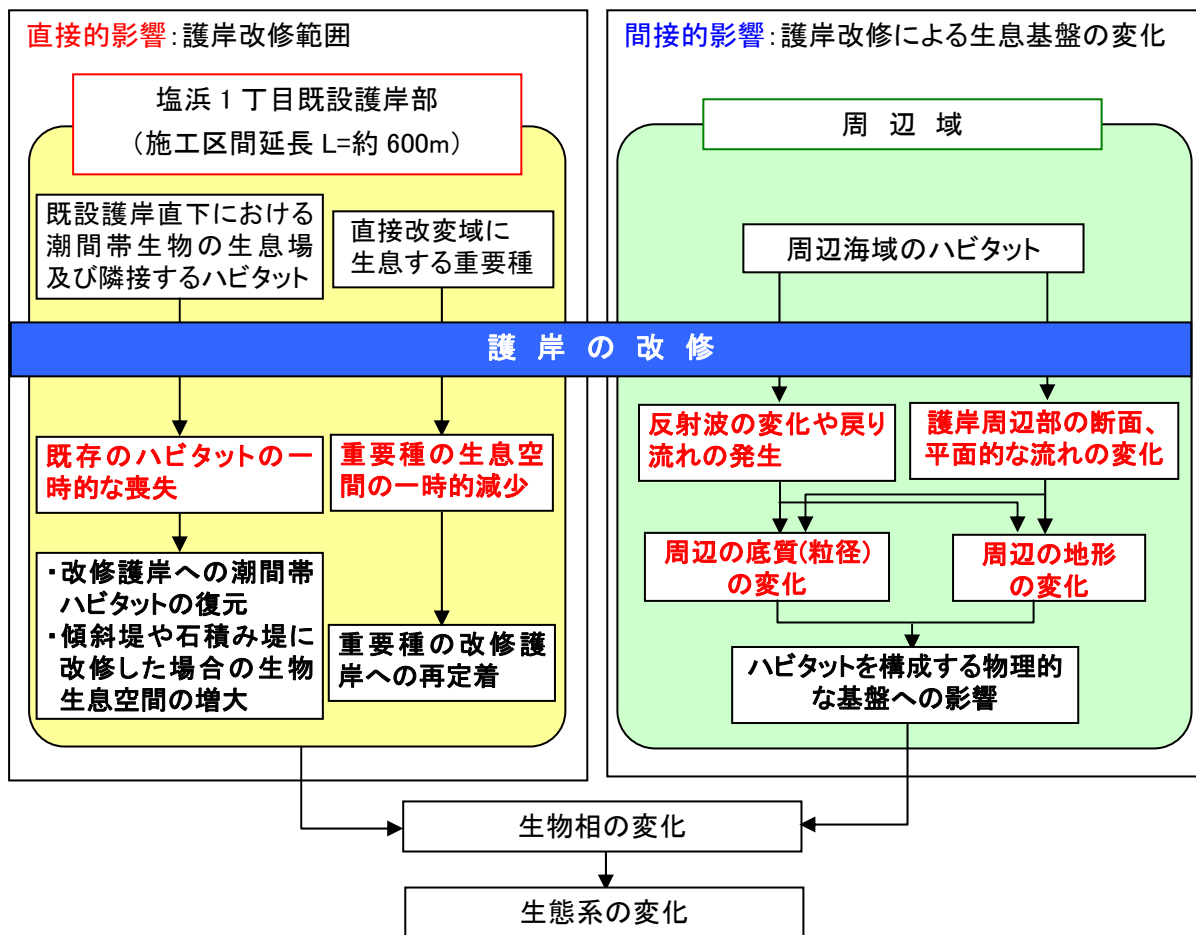 直接的影響:護岸改修範囲
塩浜1丁目既設護岸部
(施工区間延長 L=約 600m)
既設護岸直下における
潮間帯生物の生息場
及び隣接するハビタット
直接改変域に
生息する重要種
間接的影響:護岸改修による生息基盤の変化
周 辺 域
周辺海域のハビタット
護 岸 の 改 修
既存のハビタットの一
時的な喪失
重要種の生息空
間の一時的減少
・改修護岸への潮間帯
ハビタットの復元
・傾斜堤や石積み堤に
改修した場合の生物
生息空間の増大
重要種の改修護
岸への再定着
反射波の変化や戻り
流れの発生
護岸周辺部の断面、
平面的な流れの変化
周辺の底質(粒径)
の変化
周辺の地形
の変化
ハビタットを構成する物理的
な基盤への影響
生物相の変化
生態系の変化